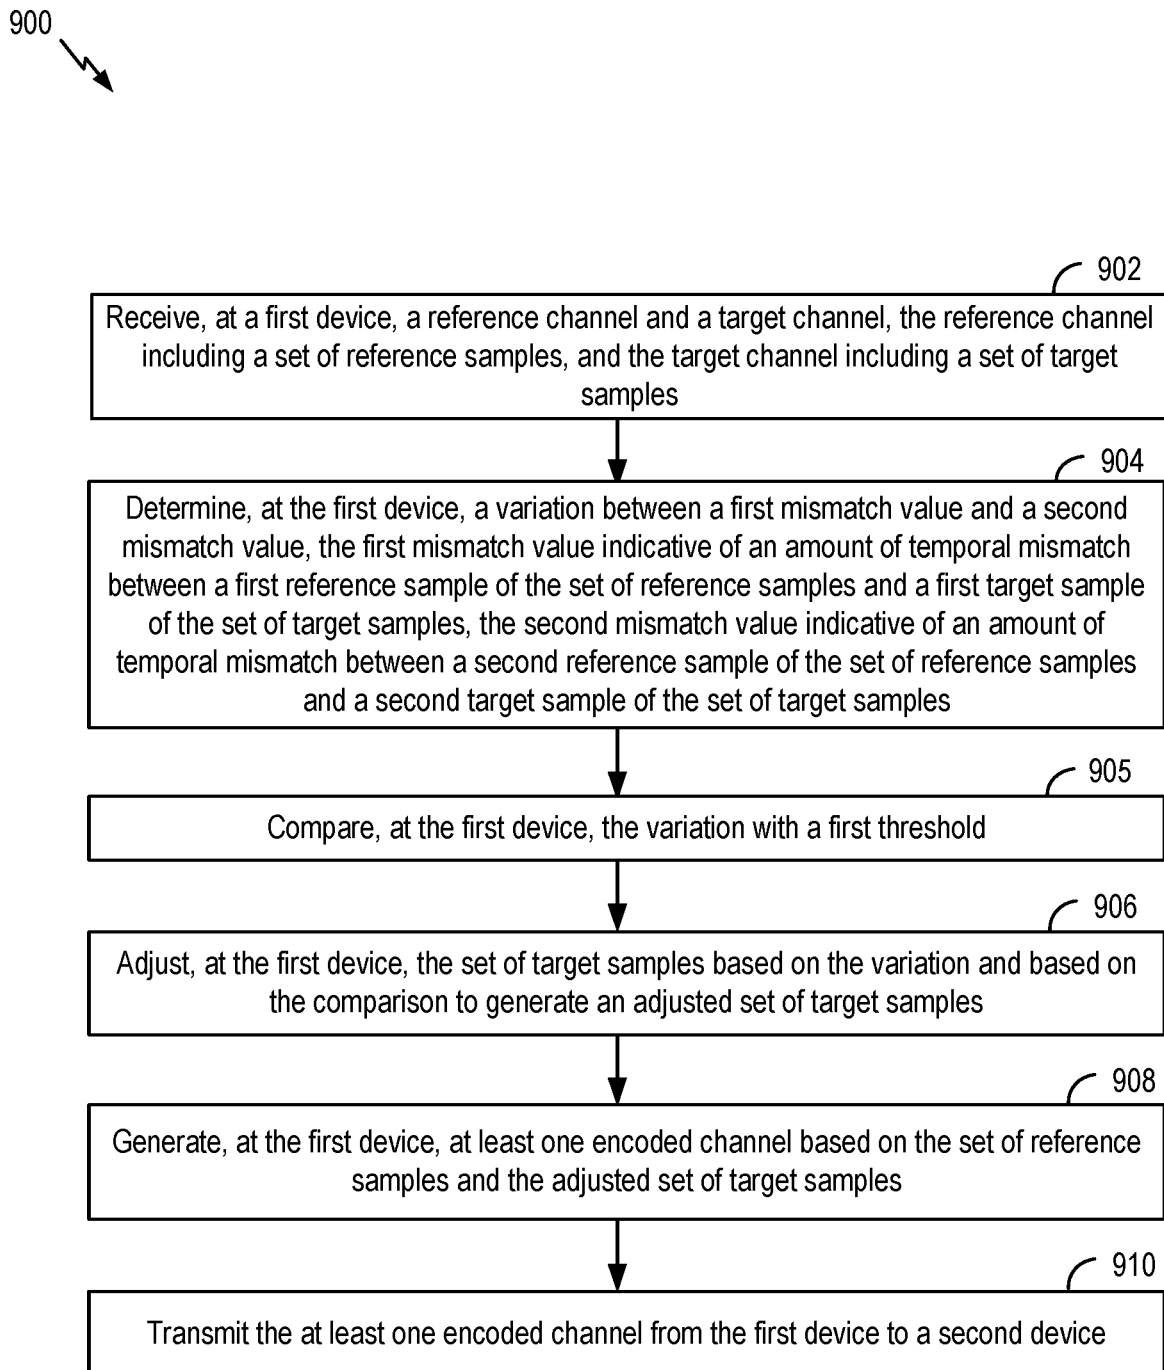 900
902
Receive, at a first device, a reference channel and a target channel, the reference channel
including a set of reference samples, and the target channel including a set of target
samples
904
Determine, at the first device, a variation between a first mismatch value and a second
mismatch value, the first mismatch value indicative of an amount of temporal mismatch
between a first reference sample of the set of reference samples and a first target sample
of the set of target samples, the second mismatch value indicative of an amount of
temporal mismatch between a second reference sample of the set of reference samples
and a second target sample of the set of target samples
905
Compare, at the first device, the variation with a first threshold
906
Adjust, at the first device, the set of target samples based on the variation and based on
the comparison to generate an adjusted set of target samples
908
Generate, at the first device, at least one encoded channel based on the set of reference
samples and the adjusted set of target samples
910
Transmit the at least one encoded channel from the first device to a second device